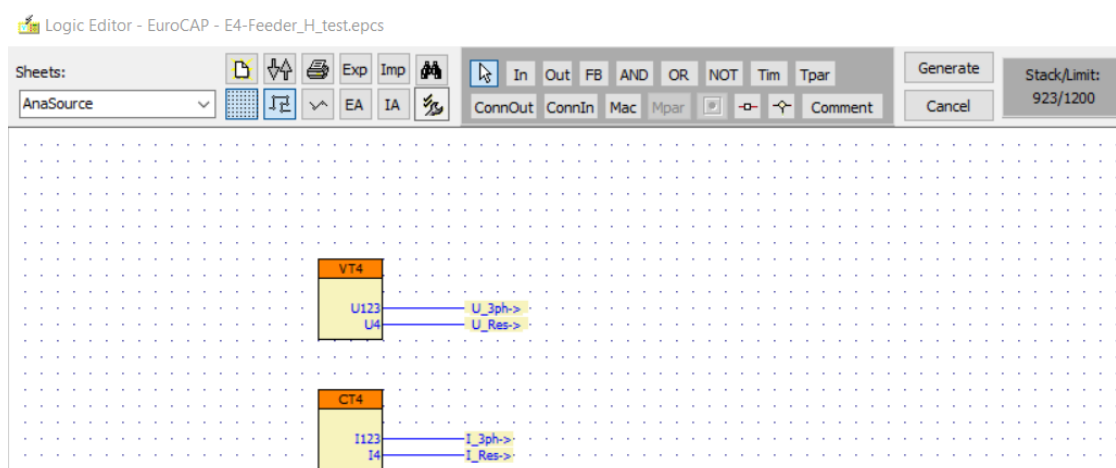 Logic Editor - EuroCAP - E4-Feeder_H_test.epcs
Sheets:
Exp Imp
In Out FB AND OR NOT Tim Tpar
Generate
Stack/Limit:
923/1200
AnaSource
EA IA
ConnOut ConnIn Mac Mpar
Comment
Cancel
VT4
U123 U_3ph->
U4 U_Res->
CT4
I123 I_3ph->
I4 I_Res->